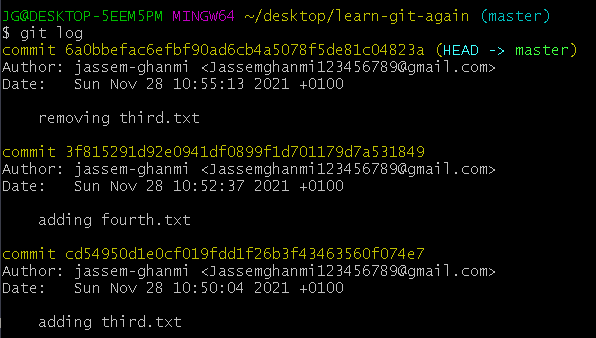 JG@DESKTOP-5EEM5PM MINGW64 ~/desktop/learn-git-again (master)
$ git log
commit 6a0bbefac6efbf90ad6cb4a5078f5de81c04823a (HEAD -> master)
Author: jassem-ghanmi <Jassemghanmi123456789@gmail.com>
Date:   Sun Nov 28 10:55:13 2021 +0100
    removing third.txt
commit 3f815291d92e0941df0899f1d701179d7a531849
Author: jassem-ghanmi <Jassemghanmi123456789@gmail.com>
Date:   Sun Nov 28 10:52:37 2021 +0100
    adding fourth.txt
commit cd54950d1e0cf019fdd1f26b3f43463560f074e7
Author: jassem-ghanmi <Jassemghanmi123456789@gmail.com>
Date:   Sun Nov 28 10:50:04 2021 +0100
    adding third.txt